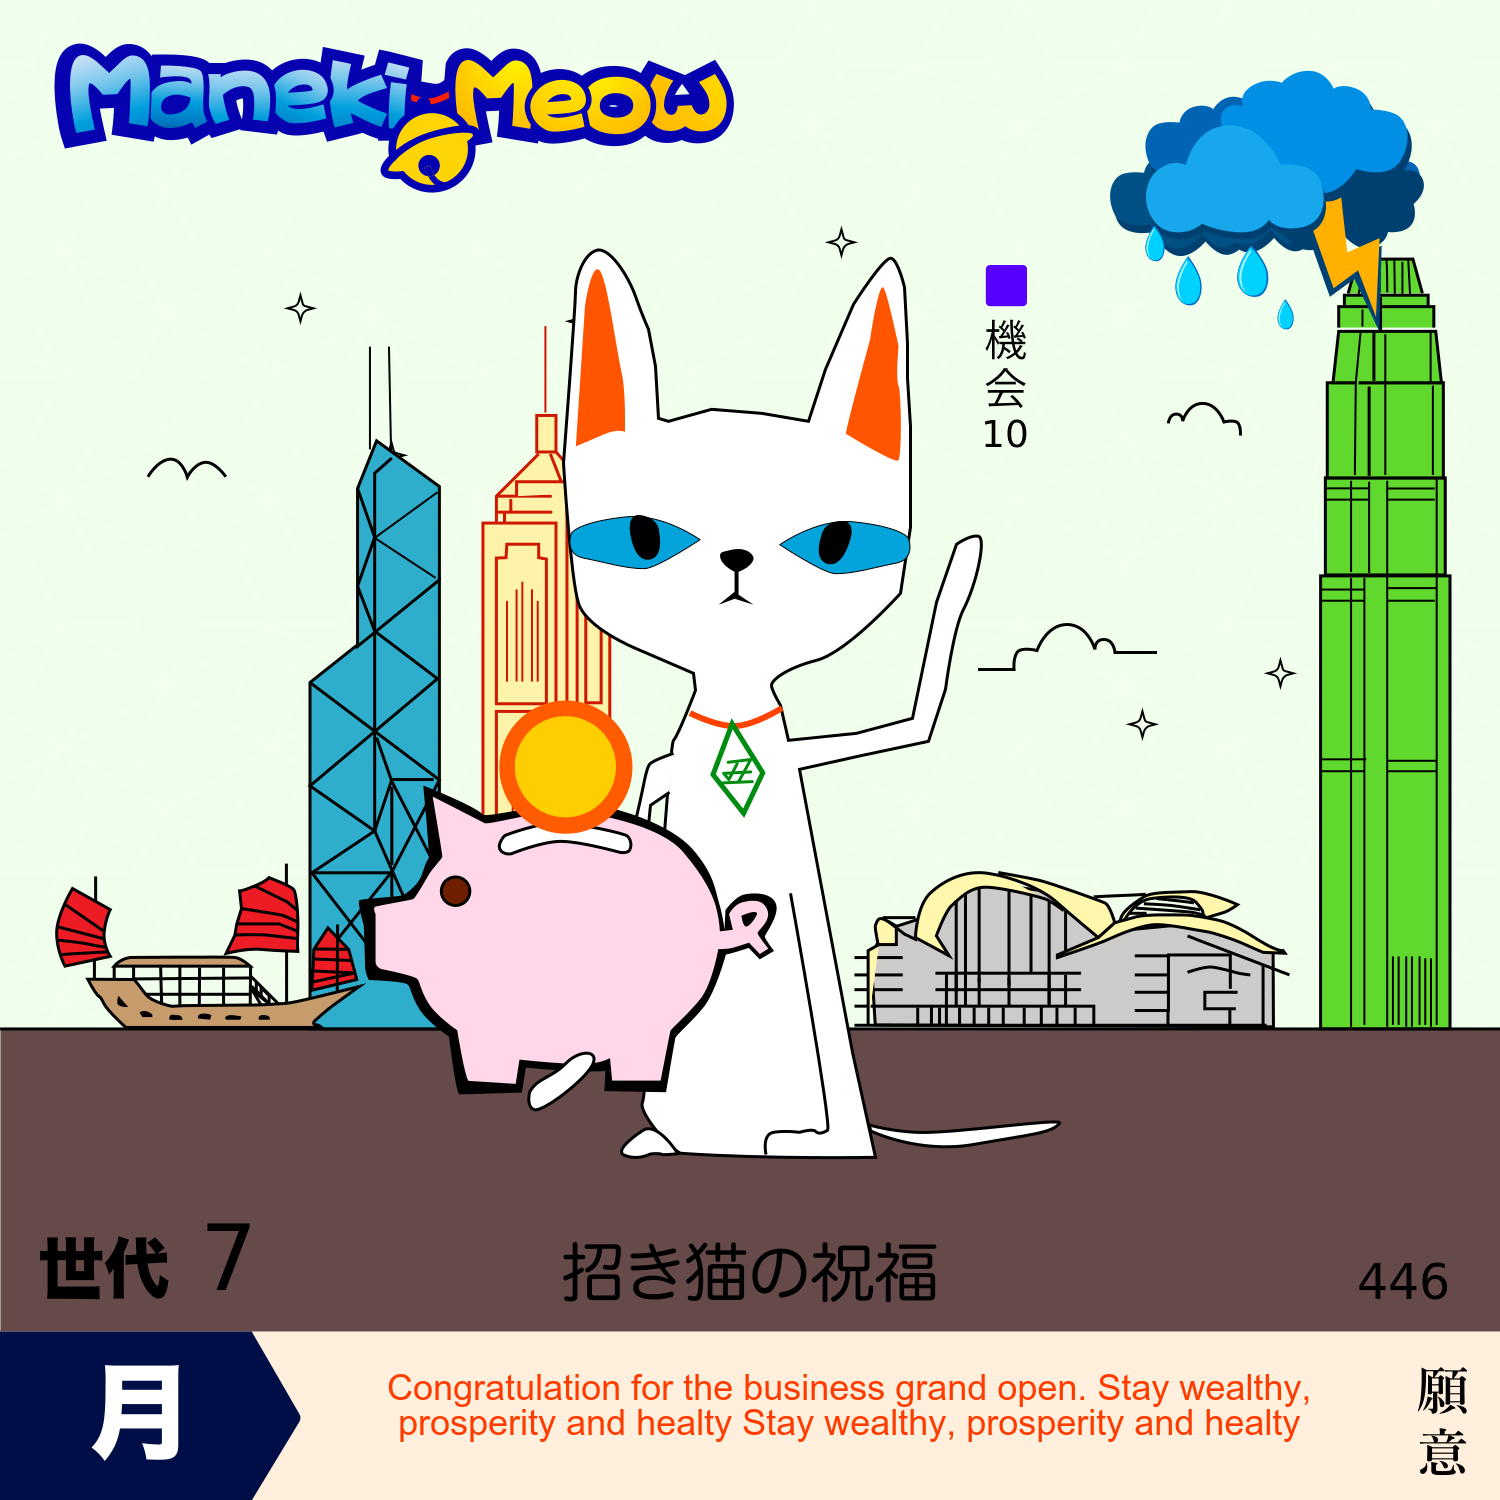 Maneki-Meow
機
会
10
世代 7
招き猫の祝福
446
月
Congratulation for the business grand open. Stay wealthy,
prosperity and healty Stay wealthy, prosperity and healty
願
意